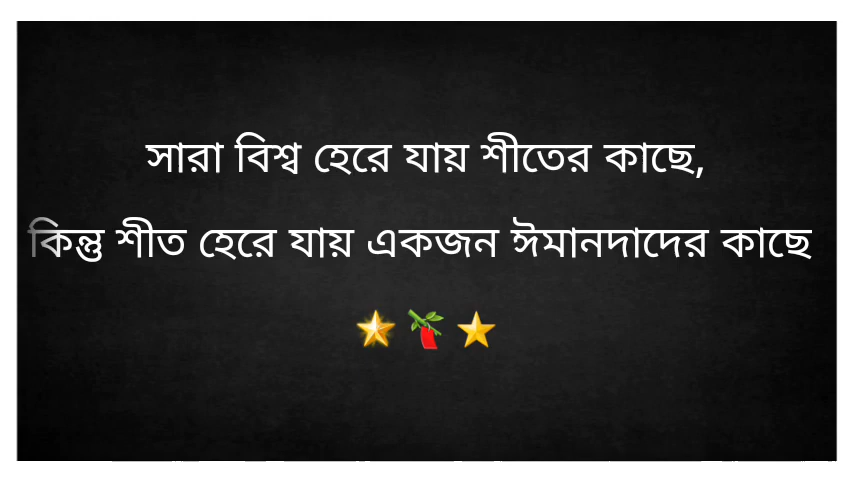 সারা বিশ্ব হেরে যায় শীতের কাছে,
কিন্তু শীত হেরে যায় একজন ঈমানদাদের কাছে
🌟🎋⭐